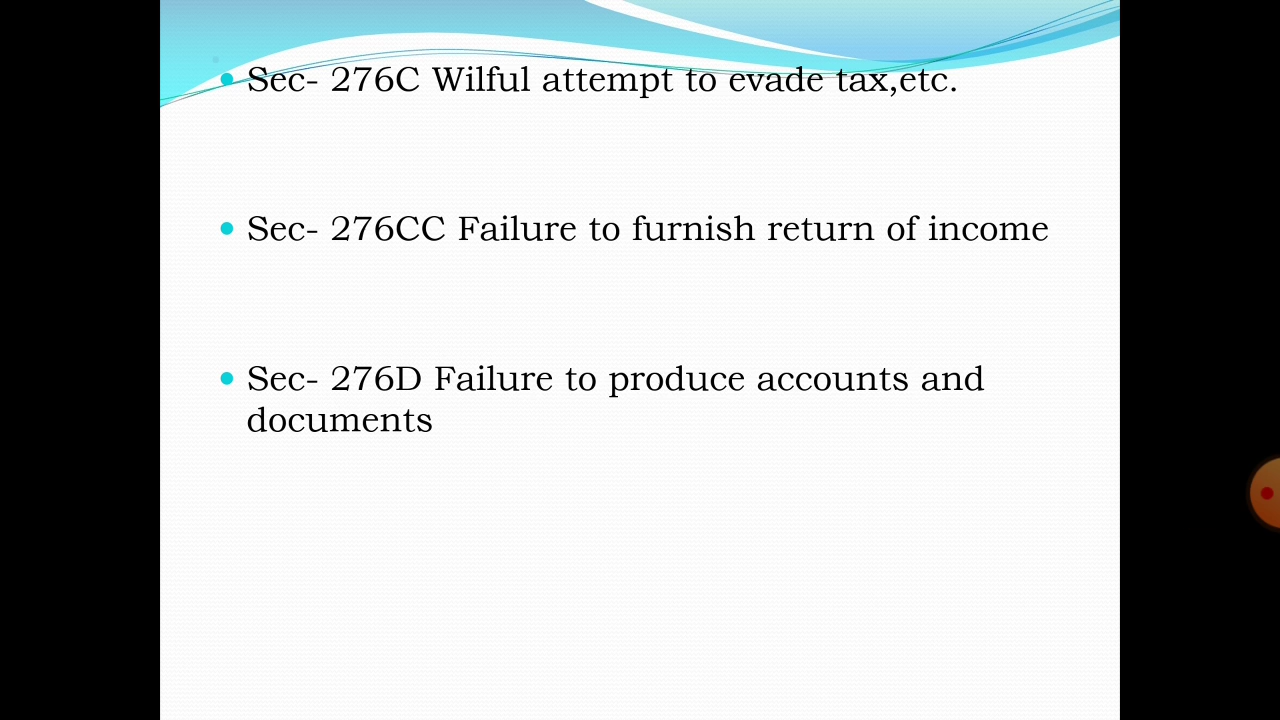 Sec- 276C Wilful attempt to evade tax,etc.
Sec- 276CC Failure to furnish return of income
Sec- 276D Failure to produce accounts and
documents